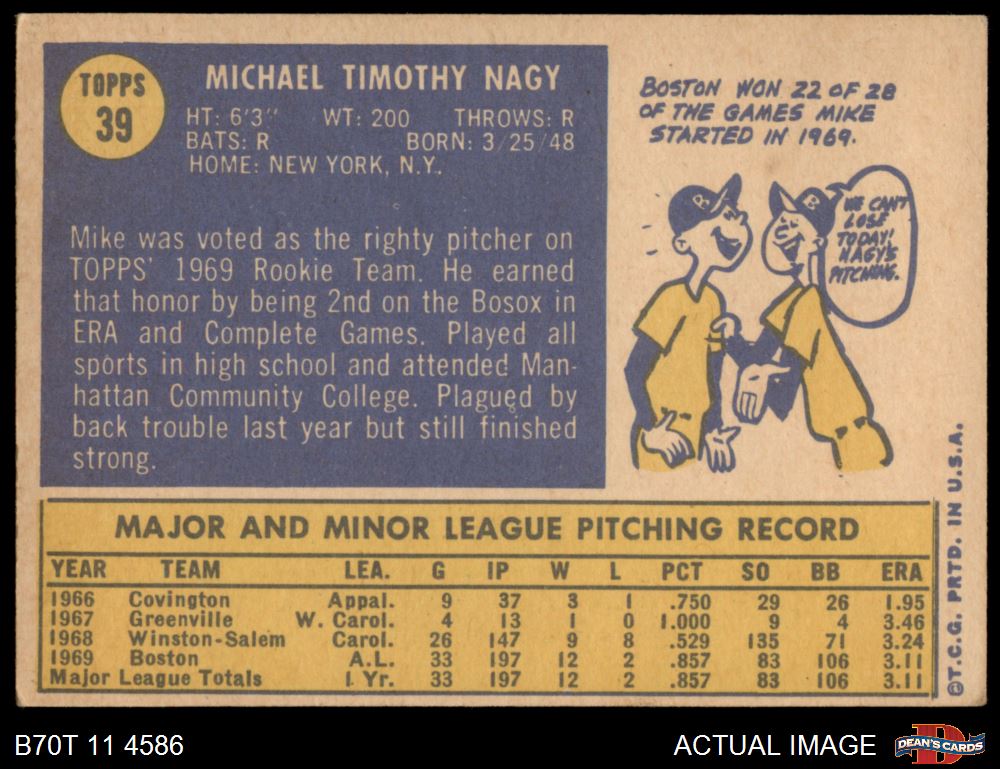 TOPPS
39
MICHAEL TIMOTHY NAGY
HT: 6'3" WT: 200 THROWS: R
BATS: R BORN: 3/25/48
HOME: NEW YORK, N.Y.
Mike was voted as the righty pitcher on
TOPPS' 1969 Rookie Team. He earned
that honor by being 2nd on the Bosox in
ERA and Complete Games. Played all
sports in high school and attended Man-
hattan Community College. Plagued by
back trouble last year but still finished
strong.
BOSTON WON 22 OF 28
OF THE GAMES MIKE
STARTED IN 1969.
B
B
WE CAN'T
LOSE
TODAY!
NAGY'S
PITCHING.
MAJOR AND MINOR LEAGUE PITCHING RECORD
YEAR TEAM LEA. G IP W L PCT SO BB ERA
1966 Covington Appal. 9 37 3 1 .750 29 26 1.95
1967 Greenville W. Carol. 4 13 1 0 1.000 9 4 3.46
1968 Winston-Salem Carol. 26 147 9 8 .529 135 71 3.24
1969 Boston A.L. 33 197 12 2 .857 83 106 3.11
Major League Totals 1 Yr. 33 197 12 2 .857 83 106 3.11
©T.C.G. PRTD. IN U.S.A.
B70T 11 4586
ACTUAL IMAGE
D
DEAN'S CARDS